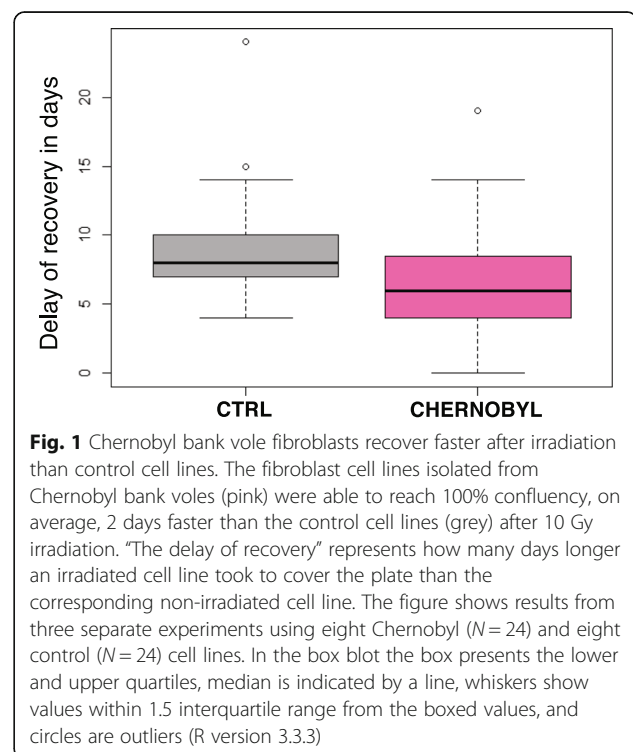 Delay of recovery in days
20
15
10
5
0
CTRL
CHERNOBYL
Fig. 1 Chernobyl bank vole fibroblasts recover faster after irradiation
than control cell lines. The fibroblast cell lines isolated from
Chernobyl bank voles (pink) were able to reach 100% confluency, on
average, 2 days faster than the control cell lines (grey) after 10 Gy
irradiation. “The delay of recovery” represents how many days longer
an irradiated cell line took to cover the plate than the
corresponding non-irradiated cell line. The figure shows results from
three separate experiments using eight Chernobyl (N = 24) and eight
control (N = 24) cell lines. In the box blot the box presents the lower
and upper quartiles, median is indicated by a line, whiskers show
values within 1.5 interquartile range from the boxed values, and
circles are outliers (R version 3.3.3)